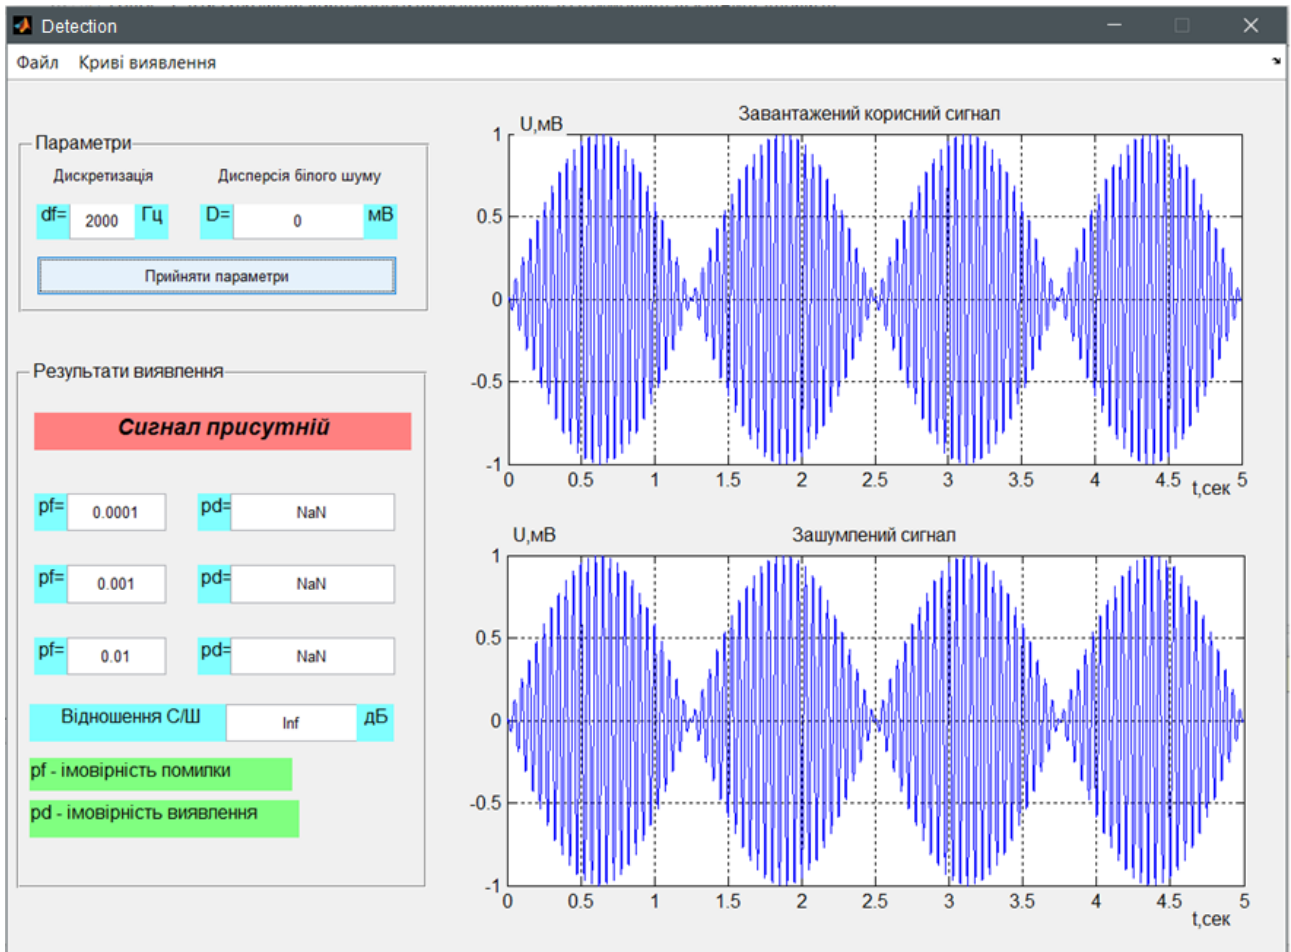 Detection
Файл Криві виявлення
Параметри
Дискретизація Дисперсія білого шуму
df= 2000 Гц D= 0 мВ
Прийняти параметри
Результати виявлення
Сигнал присутній
pf= 0.0001 pd= NaN
pf= 0.001 pd= NaN
pf= 0.01 pd= NaN
Відношення С/Ш Inf дБ
pf - імовірність помилки
pd - імовірність виявлення
Завантажений корисний сигнал
U,мВ
1
0.5
0
-0.5
-1
0 0.5 1 1.5 2 2.5 3 3.5 4 4.5 5
t,сек
Зашумлений сигнал
U,мВ
1
0.5
0
-0.5
-1
0 0.5 1 1.5 2 2.5 3 3.5 4 4.5 5
t,сек